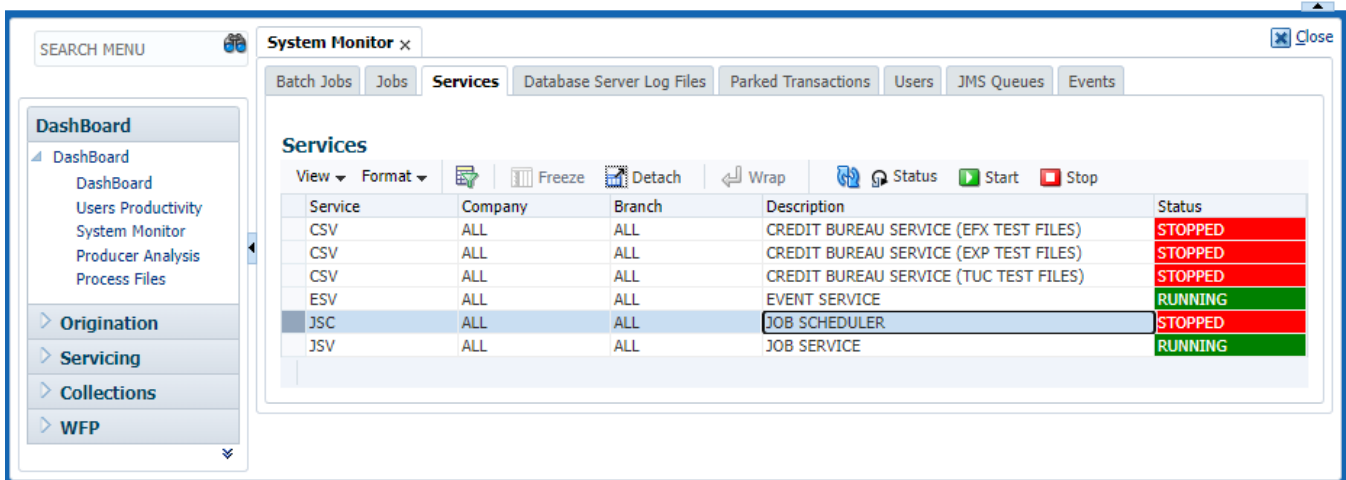 SEARCH MENU
System Monitor ×
Close
Batch Jobs Jobs Services Database Server Log Files Parked Transactions Users JMS Queues Events
DashBoard
DashBoard
DashBoard
Users Productivity
System Monitor
Producer Analysis
Process Files
Origination
Servicing
Collections
WFP
Services
View Format Freeze Detach Wrap Status Start Stop
Service Company Branch Description Status
CSV ALL ALL CREDIT BUREAU SERVICE (EFX TEST FILES) STOPPED
CSV ALL ALL CREDIT BUREAU SERVICE (EXP TEST FILES) STOPPED
CSV ALL ALL CREDIT BUREAU SERVICE (TUC TEST FILES) STOPPED
ESV ALL ALL EVENT SERVICE RUNNING
JSC ALL ALL JOB SCHEDULER STOPPED
JSV ALL ALL JOB SERVICE RUNNING